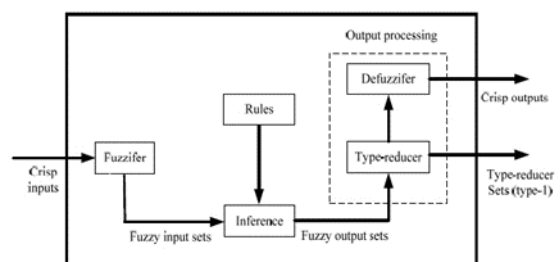 Output processing
Defuzzifer
Crisp outputs
Rules
Fuzzifer
Type-reducer
Crisp
inputs
Type-reducer
Sets (type-1)
Inference
Fuzzy input sets
Fuzzy output sets